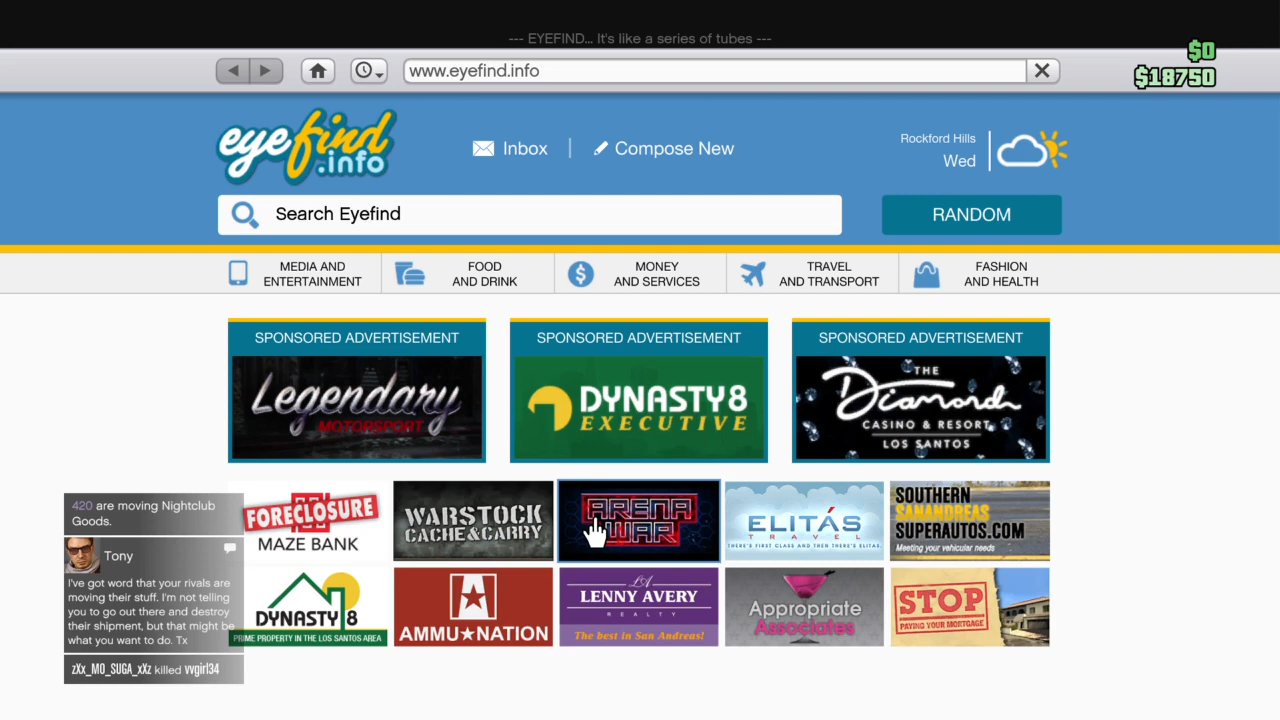 --- EYEFIND... It's like a series of tubes ---
$0
www.eyefind.info
$18750
eyefind
.info
Inbox
Compose New
Rockford Hills
Wed
Search Eyefind
RANDOM
MEDIA AND
ENTERTAINMENT
FOOD
AND DRINK
MONEY
AND SERVICES
TRAVEL
AND TRANSPORT
FASHION
AND HEALTH
SPONSORED ADVERTISEMENT
Legendary
MOTORSPORT
SPONSORED ADVERTISEMENT
DYNASTY8
EXECUTIVE
SPONSORED ADVERTISEMENT
THE
Diamond
CASINO & RESORT
LOS SANTOS
FORECLOSURE
MAZE BANK
WARSTOCK
CACHE&CARRY
ARENA
WAR
ELITÁS
TRAVEL
THERE'S FIRST CLASS AND THEN THERE'S ELITÁS.
SOUTHERN
SANANDREAS
SUPERAUTOS.COM
Meeting your vehicular needs
DYNASTY 8
PRIME PROPERTY IN THE LOS SANTOS AREA
AMMU★NATION
LA
LENNY AVERY
REALTY
The best in San Andreas!
Appropriate
Associates
STOP
PAYING YOUR MORTGAGE
420 are moving Nightclub
Goods.
Tony
I've got word that your rivals are
moving their stuff. I'm not telling
you to go out there and destroy
their shipment, but that might be
what you want to do. Tx
zXx_MO_SUGA_xXz killed vvgirl34